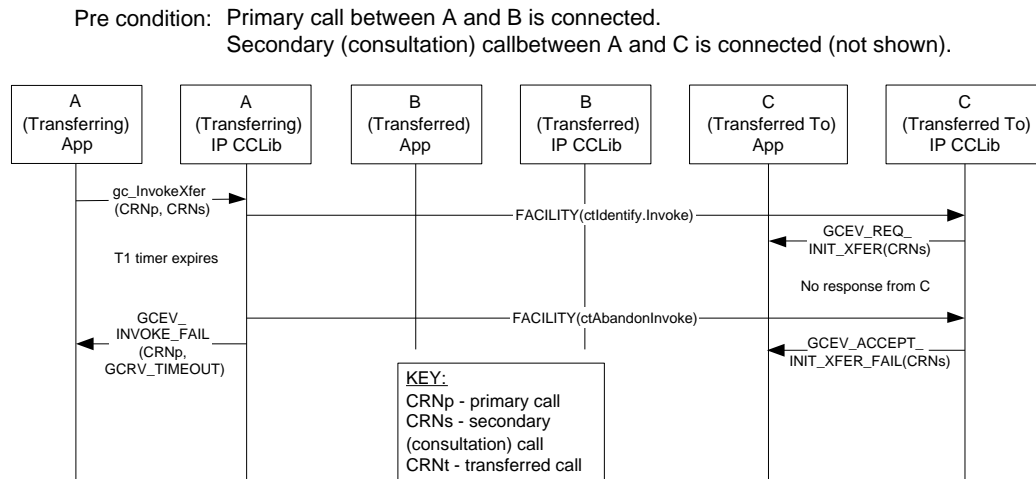 Pre condition: Primary call between A and B is connected.
Secondary (consultation) callbetween A and C is connected (not shown).
A
(Transferring)
App
A
(Transferring)
IP CCLib
B
(Transferred)
App
B
(Transferred)
IP CCLib
C
(Transferred To)
App
C
(Transferred To)
IP CCLib
gc_InvokeXfer
(CRNp, CRNs)
FACILITY(ctIdentify.Invoke)
GCEV_REQ_
INIT_XFER(CRNs)
T1 timer expires
No response from C
GCEV_
INVOKE_FAIL
(CRNp,
GCRV_TIMEOUT)
FACILITY(ctAbandonInvoke)
GCEV_ACCEPT_
INIT_XFER_FAIL(CRNs)
KEY:
CRNp - primary call
CRNs - secondary
(consultation) call
CRNt - transferred call